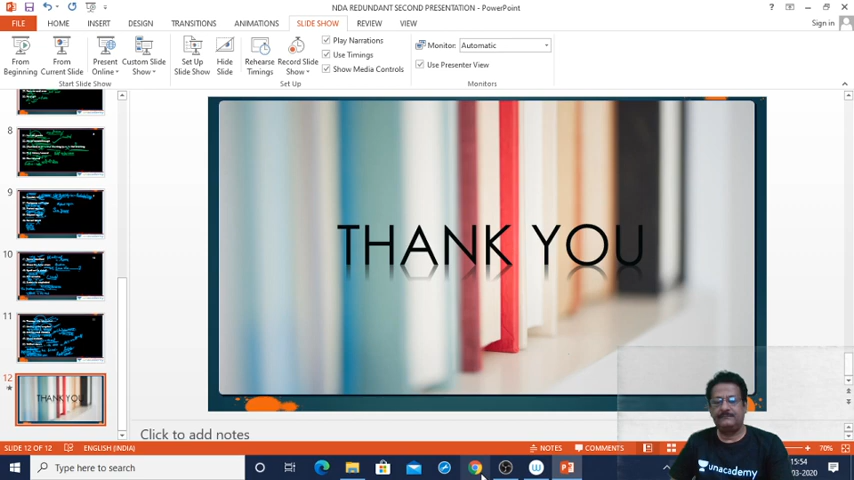 NDA REDUNDANT SECOND PRESENTATION - PowerPoint
Sign in
FILE HOME INSERT DESIGN TRANSITIONS ANIMATIONS SLIDE SHOW REVIEW VIEW
From Beginning
From Current Slide
Present Online
Custom Slide Show
Set Up Slide Show
Hide Slide
Rehearse Timings
Record Slide Show
Play Narrations
Use Timings
Show Media Controls
Monitor: Automatic
Use Presenter View
Start Slide Show
Set Up
Monitors
8
9
10
11
12
THANK YOU
THANK YOU
Click to add notes
unacademy
SLIDE 12 OF 12 ENGLISH (INDIA) NOTES COMMENTS 70%
Type here to search
15:54
03-2020